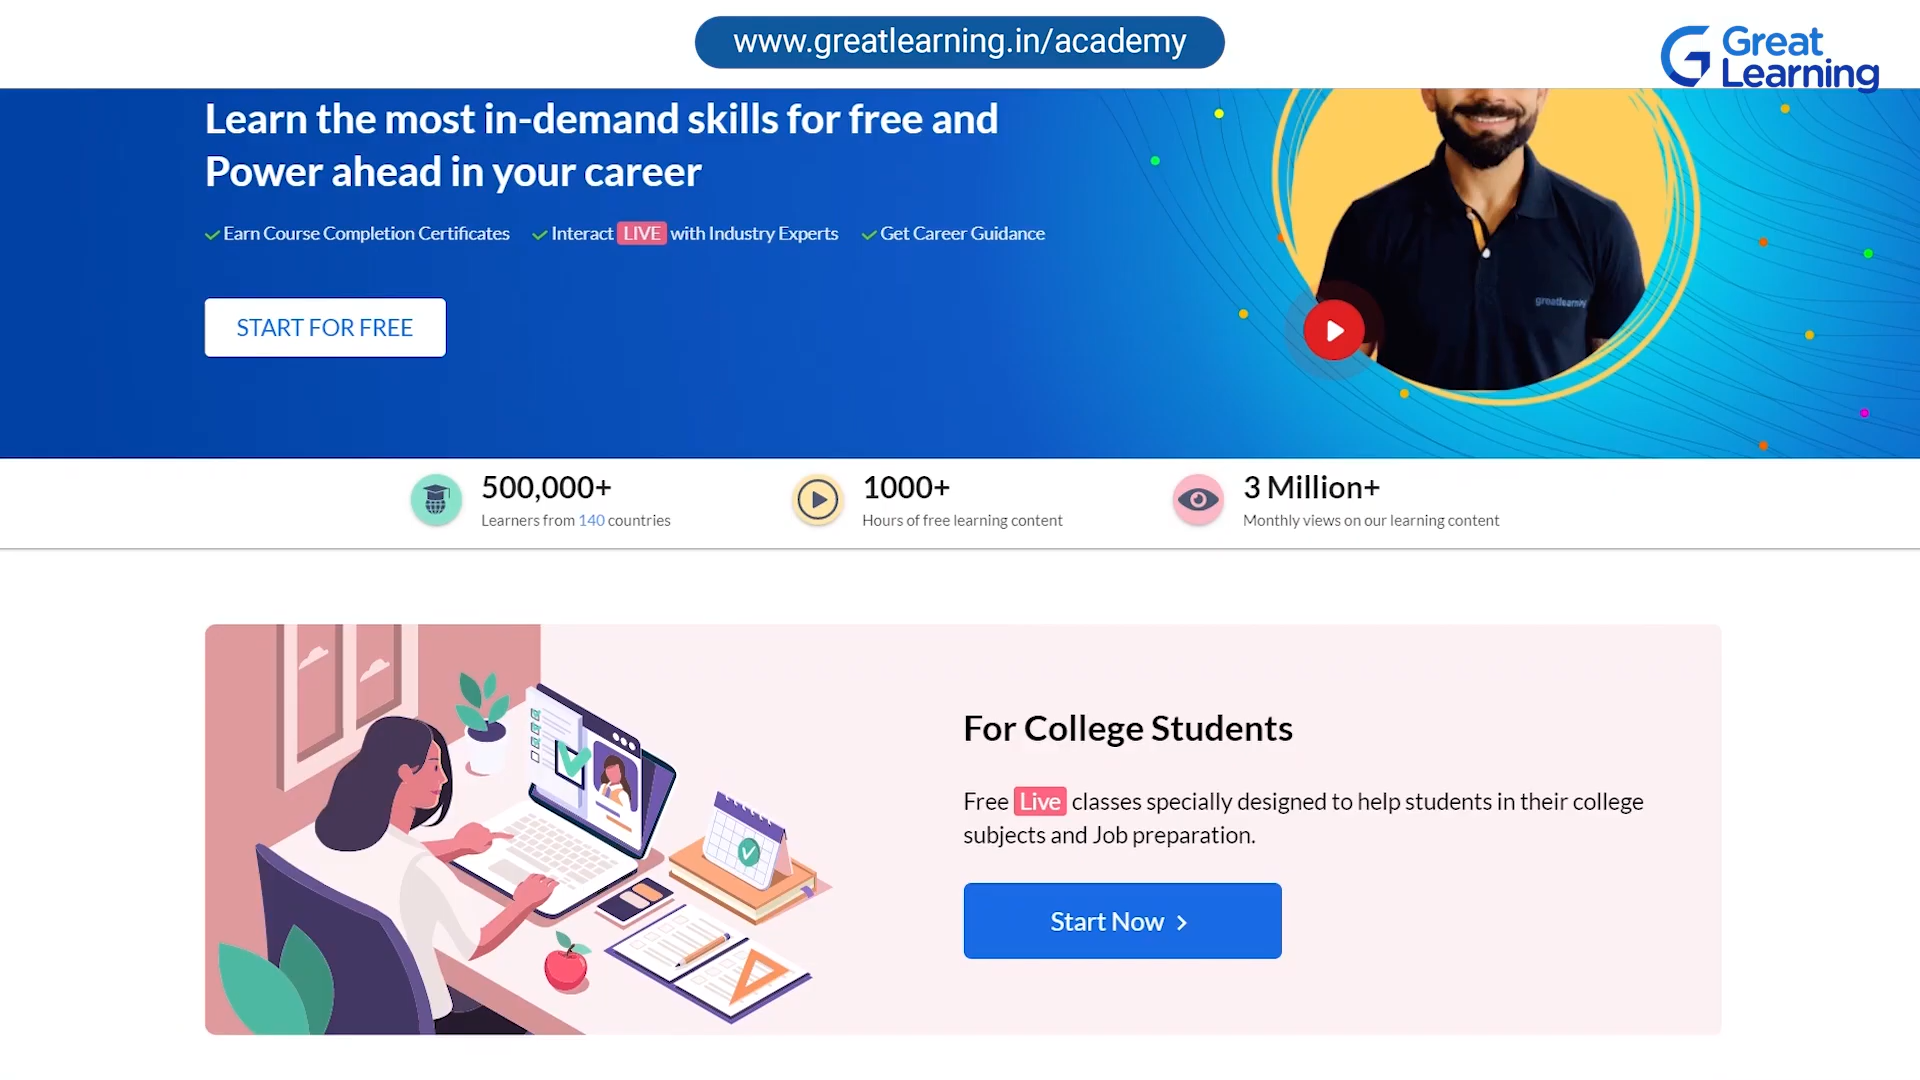 www.greatlearning.in/academy
Great
Learning
Learn the most in-demand skills for free and
Power ahead in your career
Earn Course Completion Certificates Interact LIVE with Industry Experts Get Career Guidance
greatlearning
START FOR FREE
500,000+
Learners from 140 countries
1000+
Hours of free learning content
3 Million+
Monthly views on our learning content
For College Students
Free Live classes specially designed to help students in their college
subjects and Job preparation.
Start Now